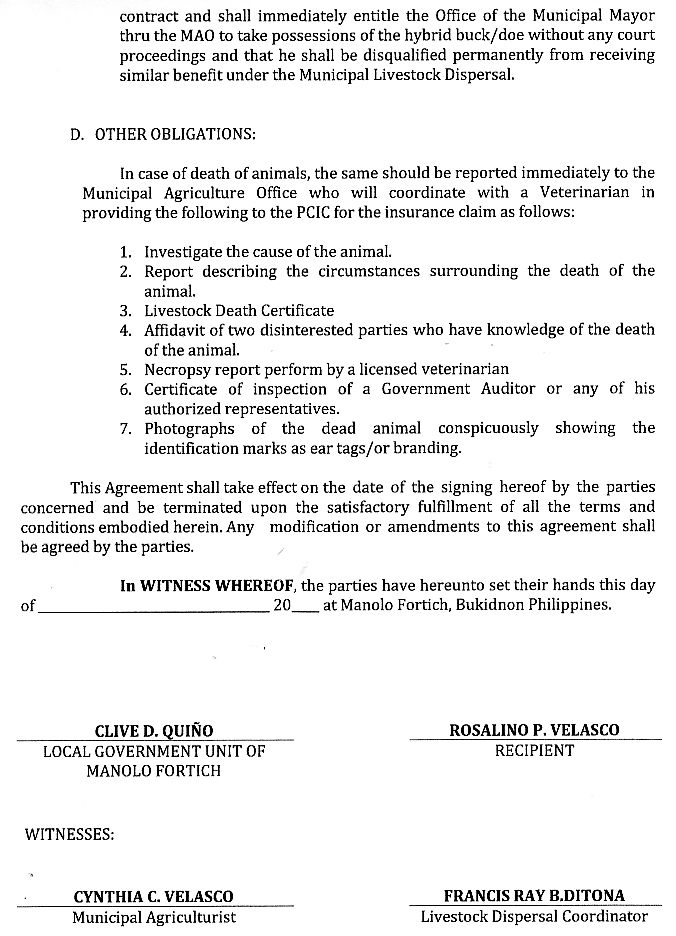 contract and shall immediately entitle the Office of the Municipal Mayor
thru the MAO to take possessions of the hybrid buck/doe without any court
proceedings and that he shall be disqualified permanently from receiving
similar benefit under the Municipal Livestock Dispersal.
D. OTHER OBLIGATIONS:
In case of death of animals, the same should be reported immediately to the
Municipal Agriculture Office who will coordinate with a Veterinarian in
providing the following to the PCIC for the insurance claim as follows:
1. Investigate the cause of the animal.
2. Report describing the circumstances surrounding the death of the
animal.
3. Livestock Death Certificate
4. Affidavit of two disinterested parties who have knowledge of the death
of the animal.
5. Necropsy report perform by a licensed veterinarian
6. Certificate of inspection of a Government Auditor or any of his
authorized representatives.
7. Photographs of the dead animal conspicuously showing the
identification marks as ear tags/or branding.
This Agreement shall take effect on the date of the signing hereof by the parties
concerned and be terminated upon the satisfactory fulfillment of all the terms and
conditions embodied herein. Any modification or amendments to this agreement shall
be agreed by the parties.
In WITNESS WHEREOF, the parties have hereunto set their hands this day
of __________________________ 20____ at Manolo Fortich, Bukidnon Philippines.
CLIVE D. QUIÑO ROSALINO P. VELASCO
LOCAL GOVERNMENT UNIT OF RECIPIENT
MANOLO FORTICH
WITNESSES:
CYNTHIA C. VELASCO FRANCIS RAY B.DITONA
Municipal Agriculturist Livestock Dispersal Coordinator